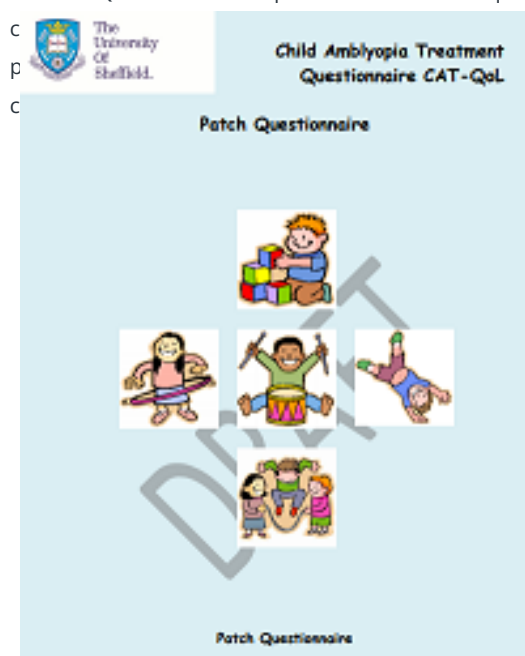 c
The
University
Of
Sheffield.
p
c
Child Amblyopia Treatment
Questionnaire CAT-QoL
Patch Questionnaire
DRAFT
Patch Questionnaire